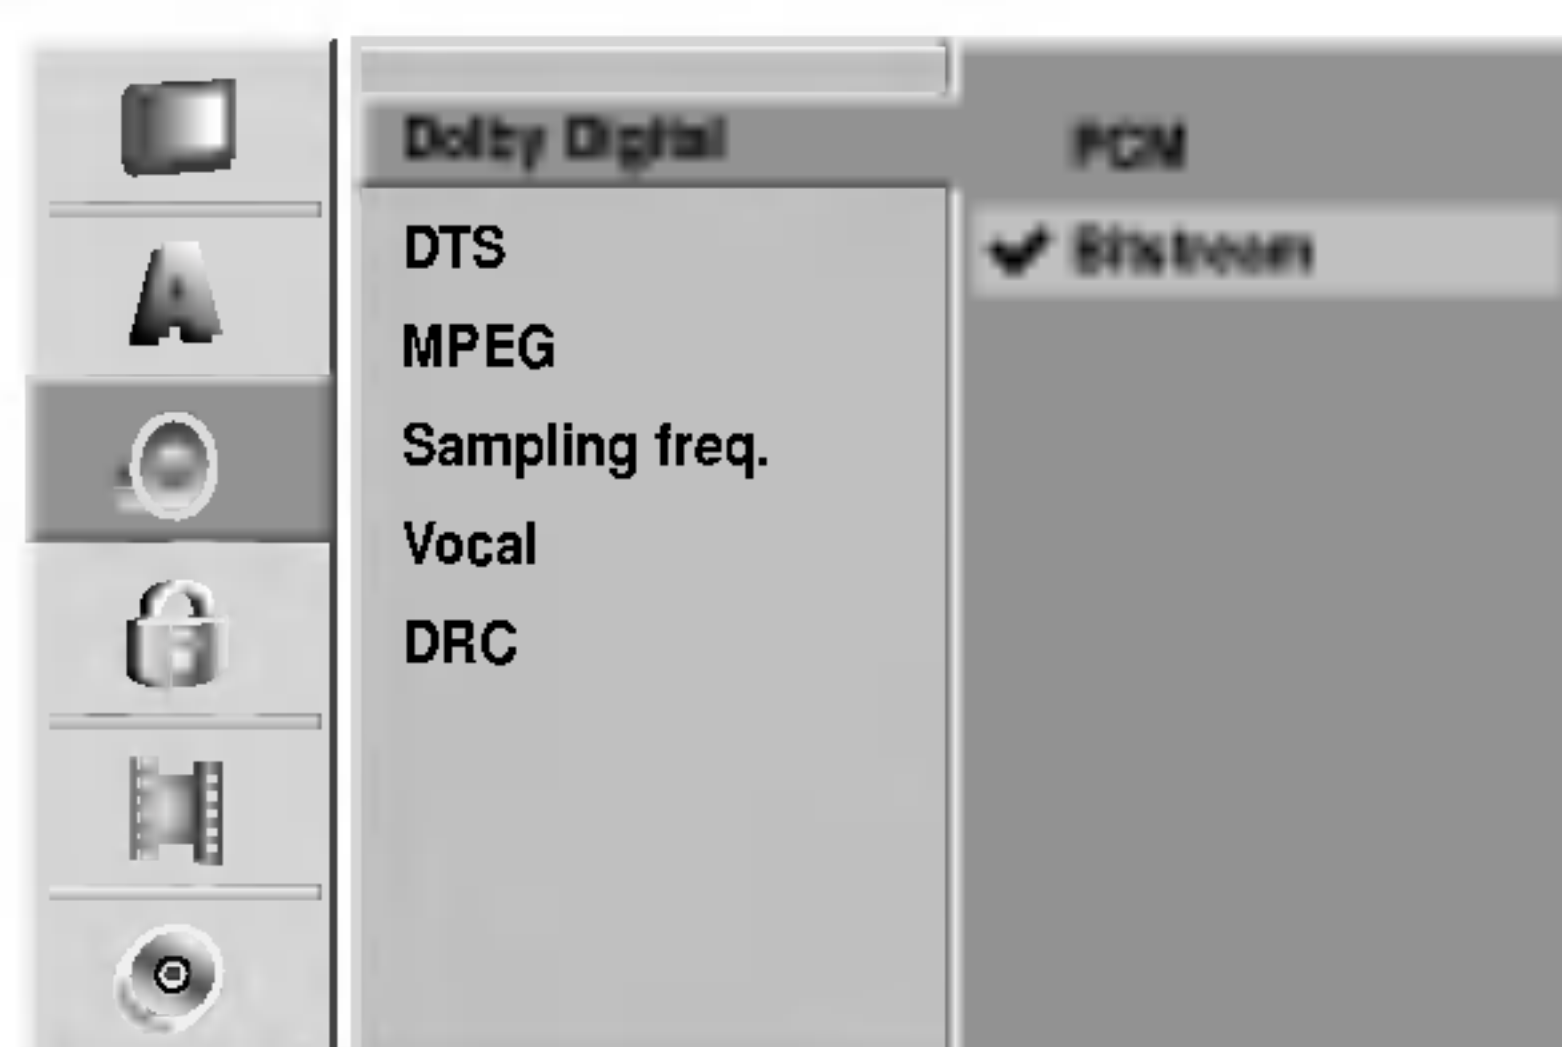 Dolby Digital
PCM
DTS
Bitstream
MPEG
Sampling freq.
Vocal
DRC